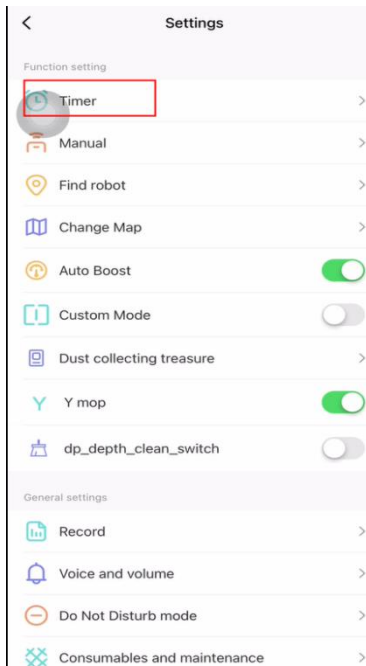 Settings
Function setting
Timer
Manual
Find robot
Change Map
Auto Boost
Custom Mode
Dust collecting treasure
Y mop
dp_depth_clean_switch
General settings
Record
Voice and volume
Do Not Disturb mode
Consumables and maintenance